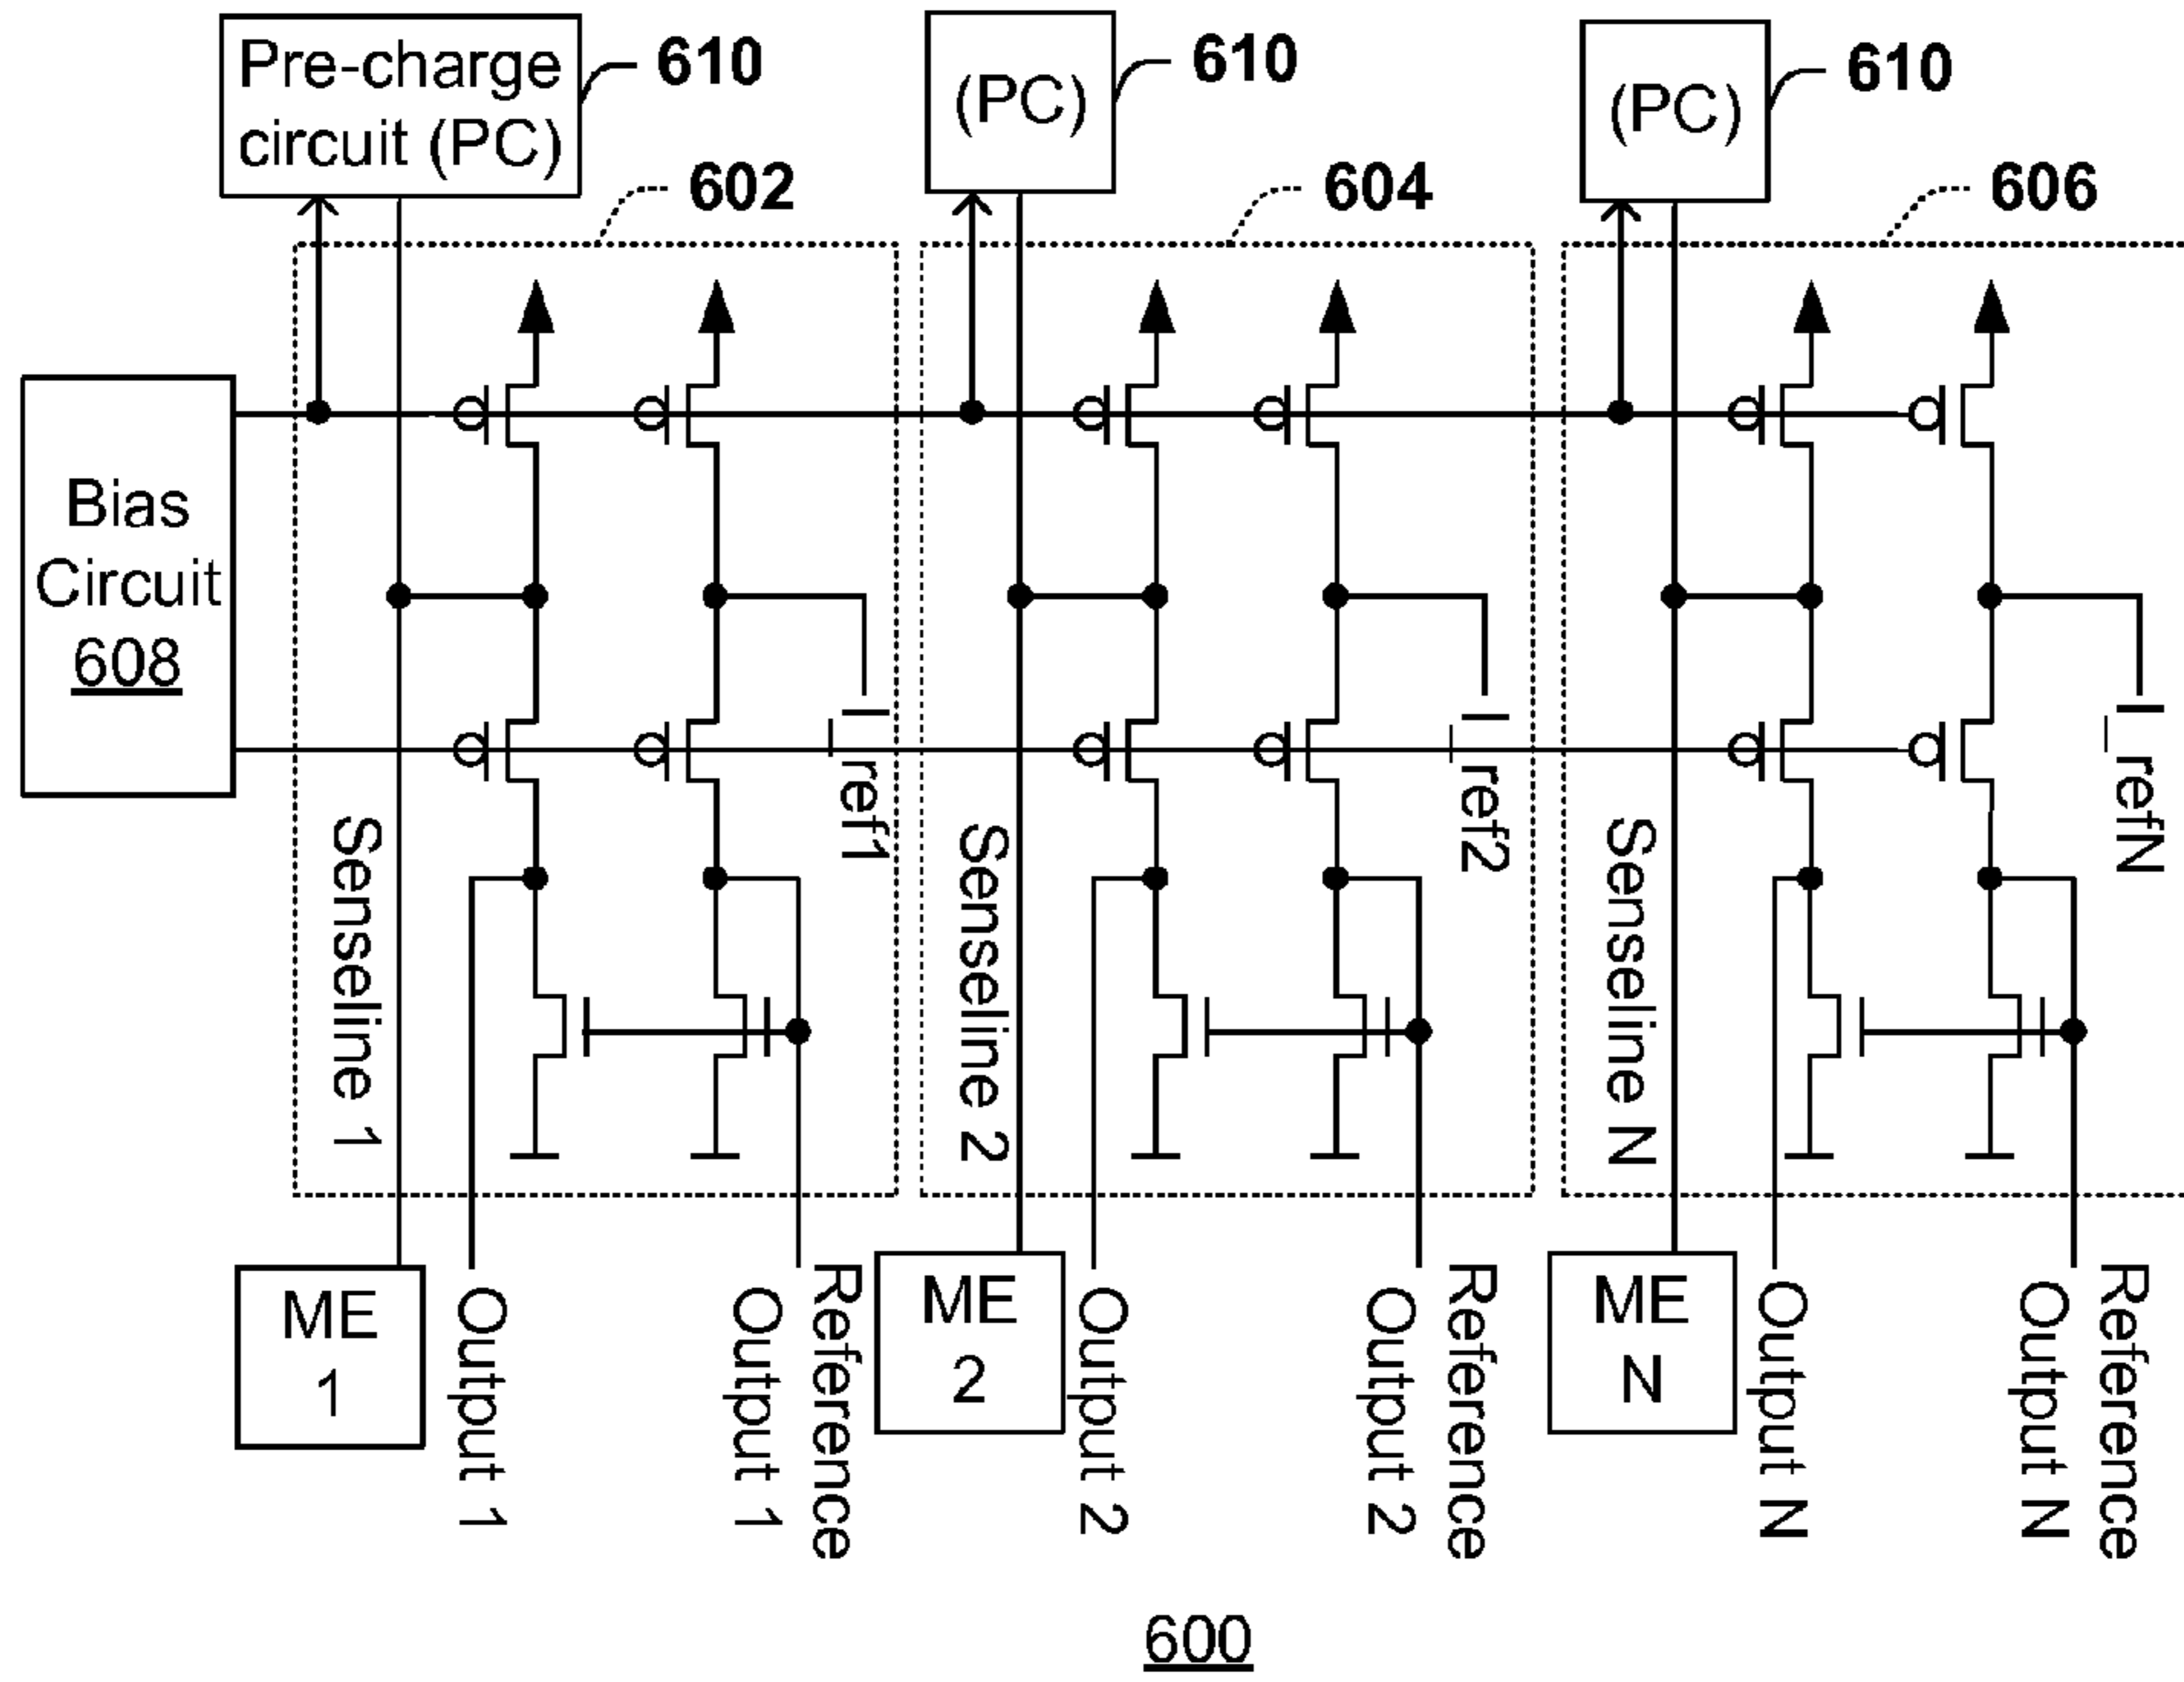 Pre-charge
circuit (PC)
610
(PC)
610
(PC)
610
602
604
606
Bias
Circuit
608
I_ref1
I_ref2
I_refN
Senseline 1
Senseline 2
Senseline N
ME
1
Output 1
Reference
Output 1
ME
2
Output 2
Reference
Output 2
ME
N
Output N
Reference
Output N
600